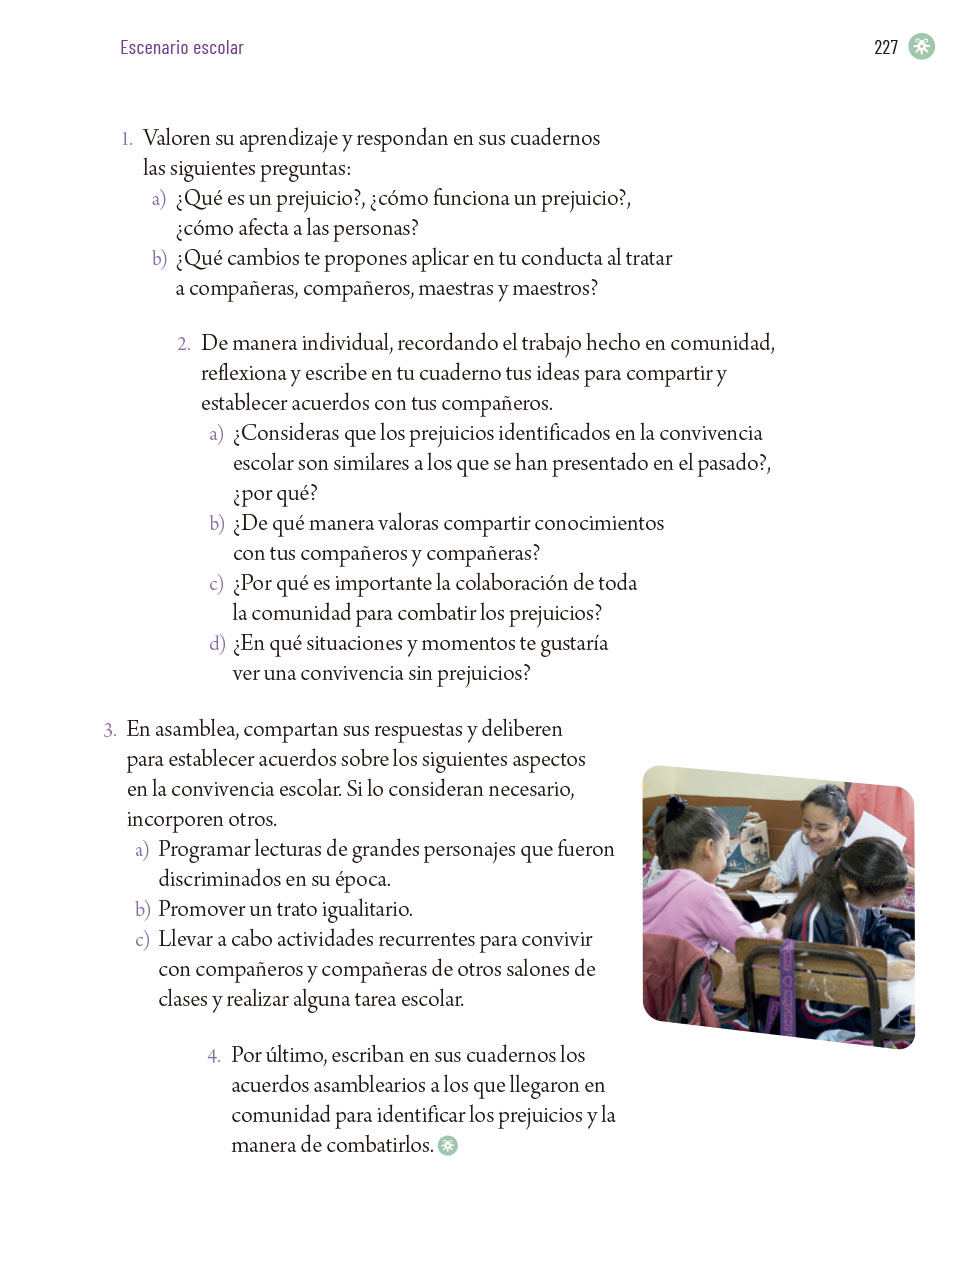 Escenario escolar
227
1. Valoren su aprendizaje y respondan en sus cuadernos
las siguientes preguntas:
a) ¿Qué es un prejuicio?, ¿cómo funciona un prejuicio?,
¿cómo afecta a las personas?
b) ¿Qué cambios te propones aplicar en tu conducta al tratar
a compañeras, compañeros, maestras y maestros?
2. De manera individual, recordando el trabajo hecho en comunidad,
reflexiona y escribe en tu cuaderno tus ideas para compartir y
establecer acuerdos con tus compañeros.
a) ¿Consideras que los prejuicios identificados en la convivencia
escolar son similares a los que se han presentado en el pasado?,
¿por qué?
b) ¿De qué manera valoras compartir conocimientos
con tus compañeros y compañeras?
c) ¿Por qué es importante la colaboración de toda
la comunidad para combatir los prejuicios?
d) ¿En qué situaciones y momentos te gustaría
ver una convivencia sin prejuicios?
3. En asamblea, compartan sus respuestas y deliberen
para establecer acuerdos sobre los siguientes aspectos
en la convivencia escolar. Si lo consideran necesario,
incorporen otros.
a) Programar lecturas de grandes personajes que fueron
discriminados en su época.
b) Promover un trato igualitario.
c) Llevar a cabo actividades recurrentes para convivir
con compañeros y compañeras de otros salones de
clases y realizar alguna tarea escolar.
4. Por último, escriban en sus cuadernos los
acuerdos asamblearios a los que llegaron en
comunidad para identificar los prejuicios y la
manera de combatirlos.